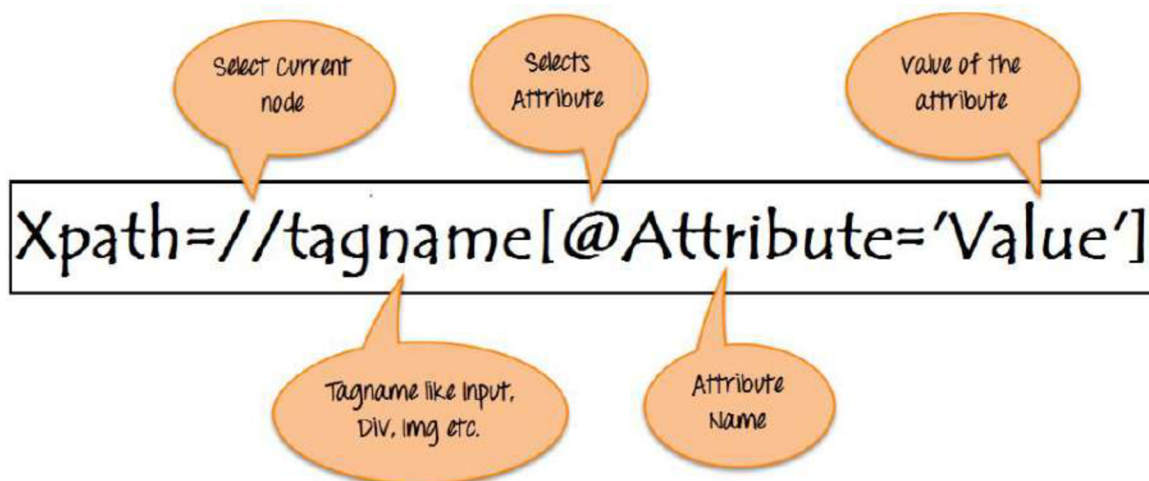 Select Current
node
Selects
Attribute
Value of the
attribute
Xpath=//tagname[@Attribute='Value']
Tagname like Input,
Div, Img etc.
Attribute
Name